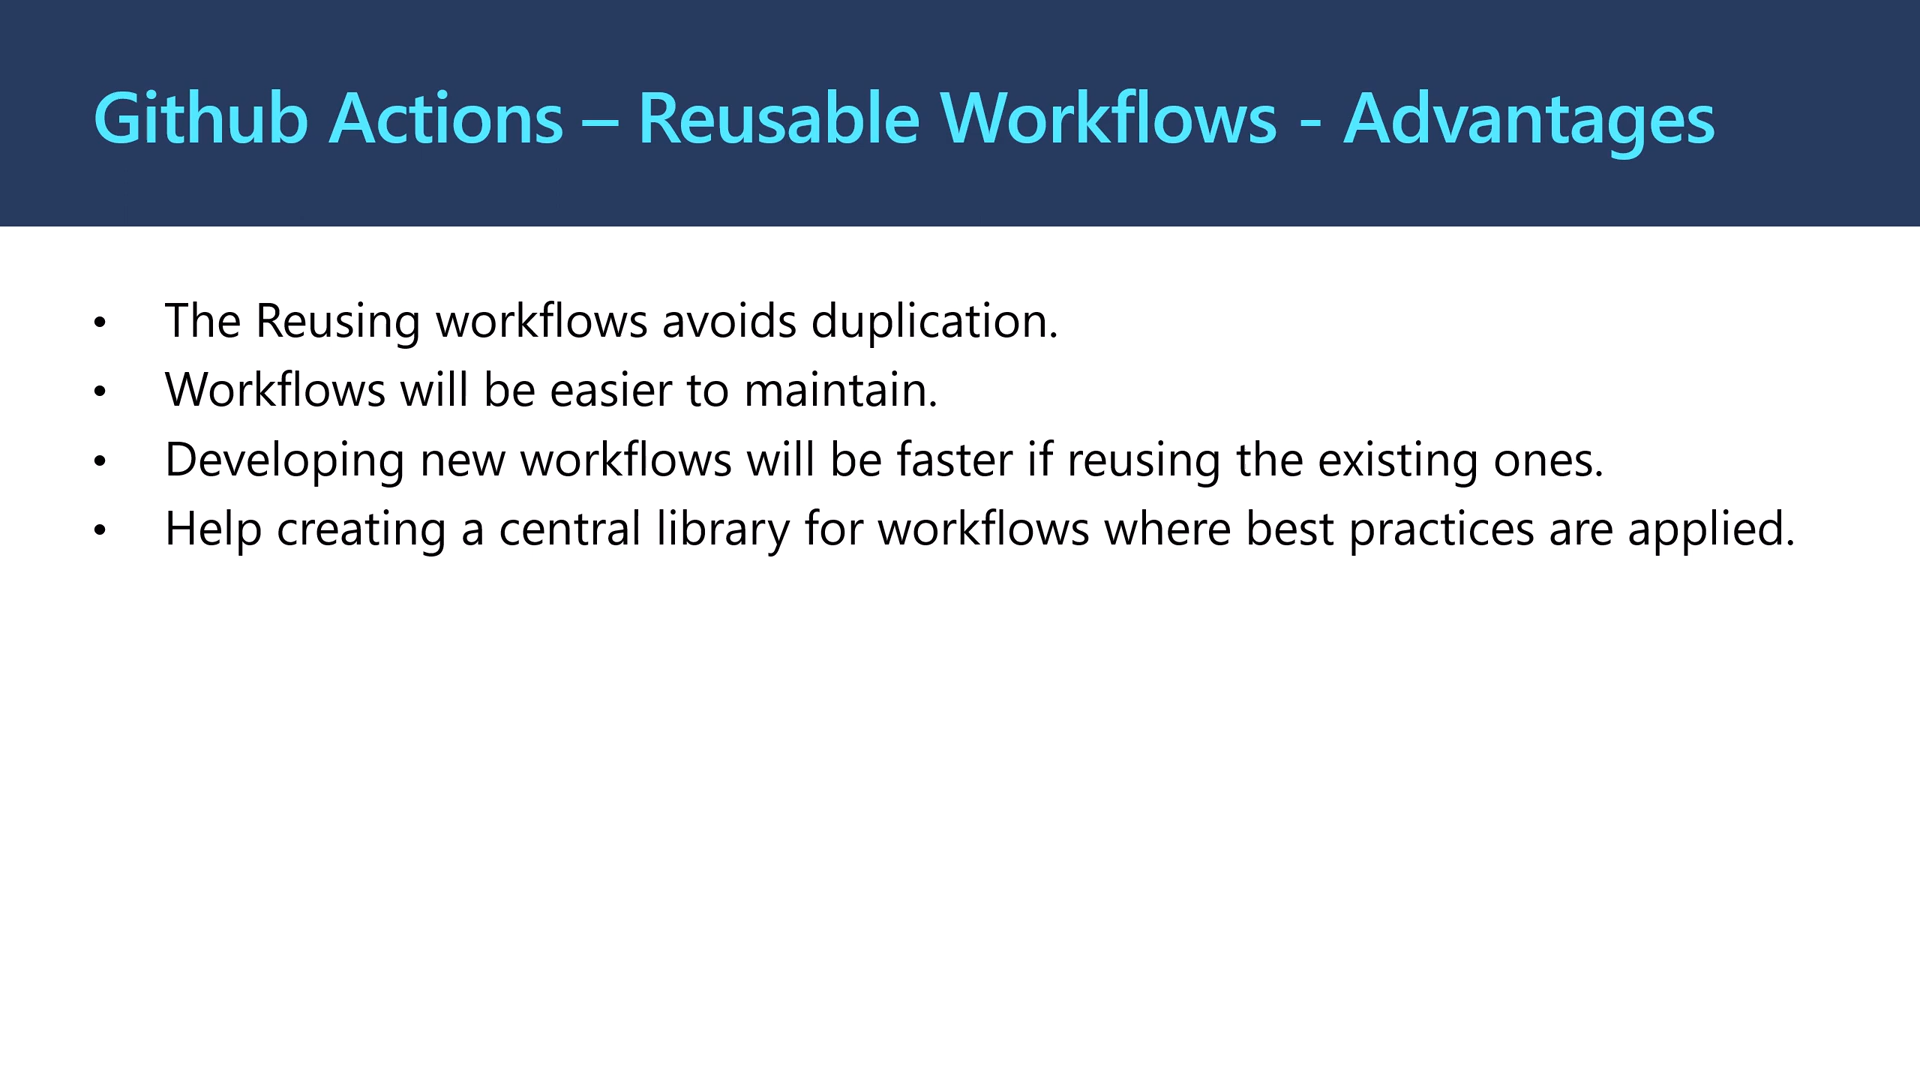 Github Actions – Reusable Workflows - Advantages
• The Reusing workflows avoids duplication.
• Workflows will be easier to maintain.
• Developing new workflows will be faster if reusing the existing ones.
• Help creating a central library for workflows where best practices are applied.